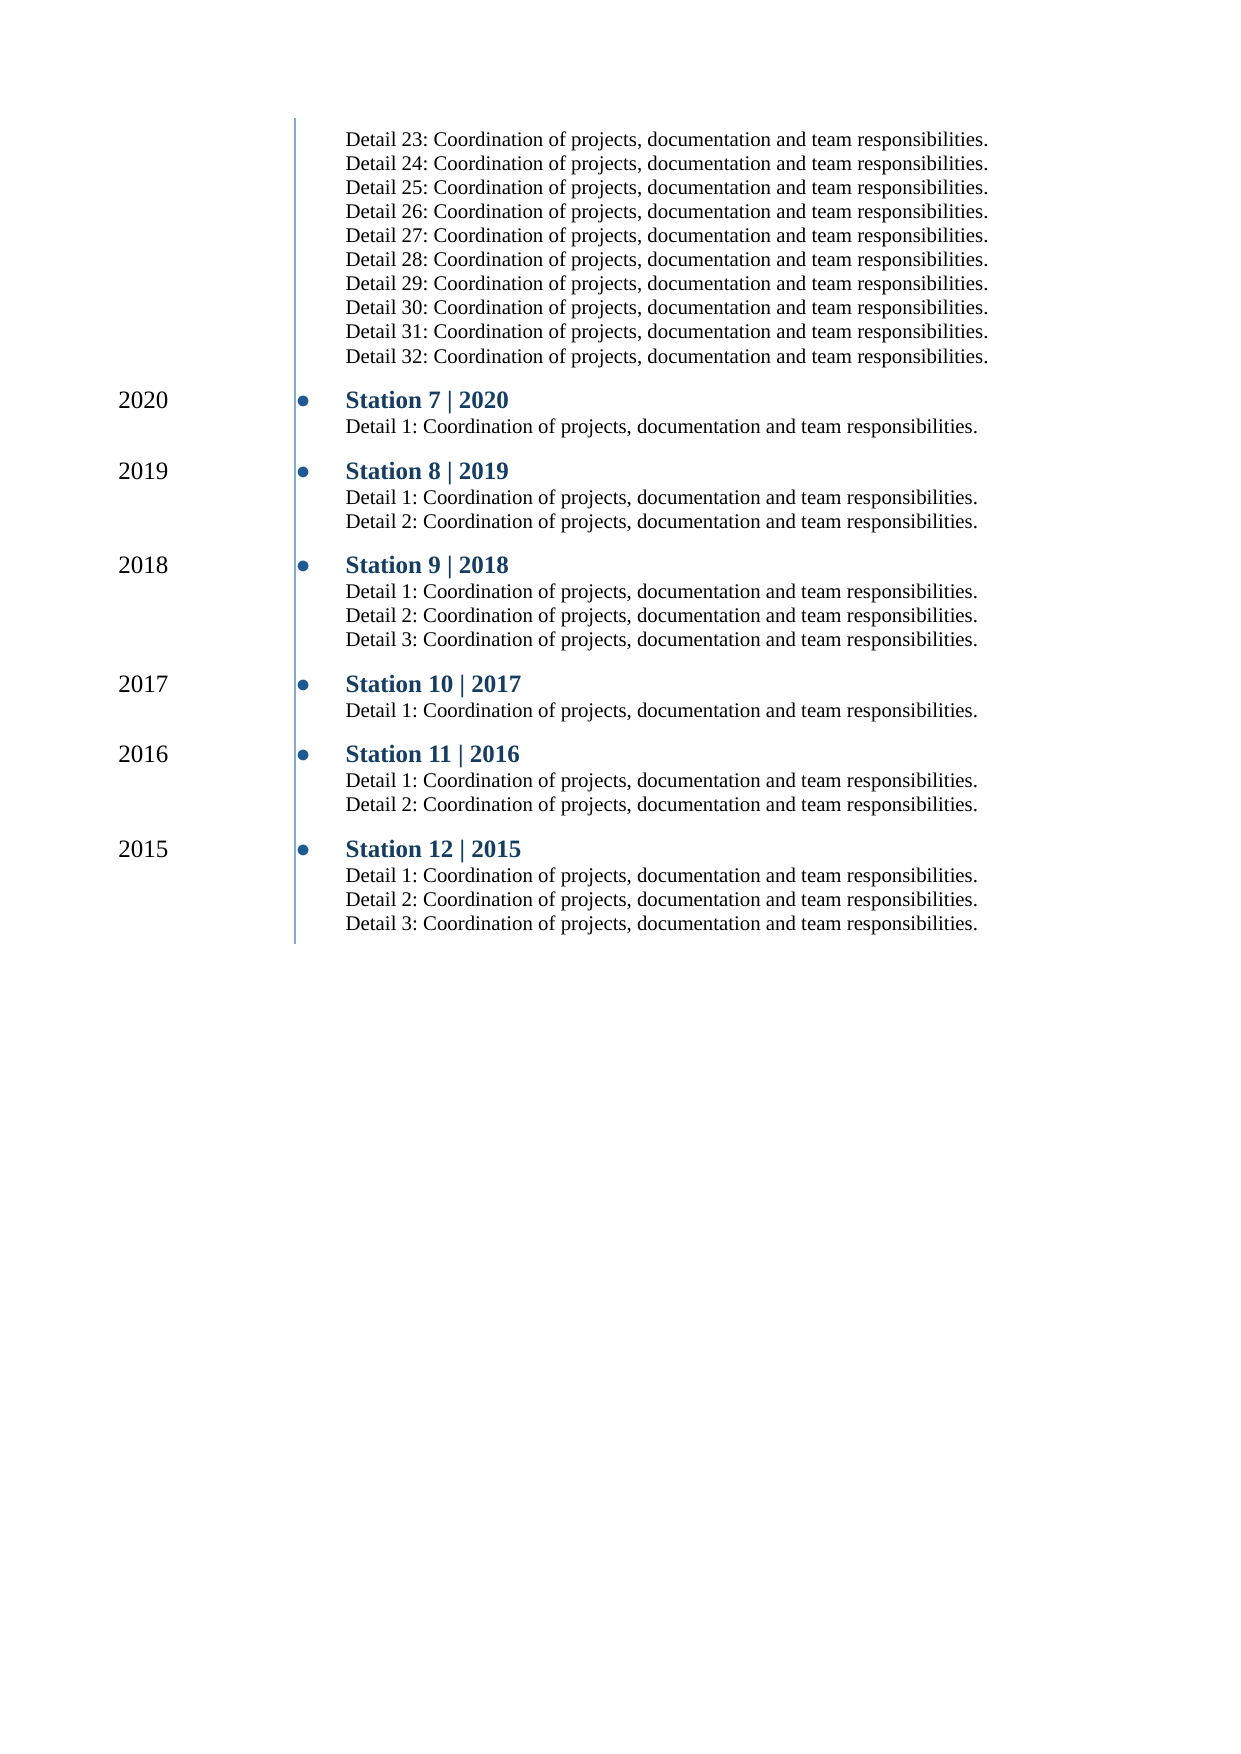 Detail 23: Coordination of projects, documentation and team responsibilities.
Detail 24: Coordination of projects, documentation and team responsibilities.
Detail 25: Coordination of projects, documentation and team responsibilities.
Detail 26: Coordination of projects, documentation and team responsibilities.
Detail 27: Coordination of projects, documentation and team responsibilities.
Detail 28: Coordination of projects, documentation and team responsibilities.
Detail 29: Coordination of projects, documentation and team responsibilities.
Detail 30: Coordination of projects, documentation and team responsibilities.
Detail 31: Coordination of projects, documentation and team responsibilities.
Detail 32: Coordination of projects, documentation and team responsibilities.
2020 ● Station 7 | 2020
Detail 1: Coordination of projects, documentation and team responsibilities.
2019 ● Station 8 | 2019
Detail 1: Coordination of projects, documentation and team responsibilities.
Detail 2: Coordination of projects, documentation and team responsibilities.
2018 ● Station 9 | 2018
Detail 1: Coordination of projects, documentation and team responsibilities.
Detail 2: Coordination of projects, documentation and team responsibilities.
Detail 3: Coordination of projects, documentation and team responsibilities.
2017 ● Station 10 | 2017
Detail 1: Coordination of projects, documentation and team responsibilities.
2016 ● Station 11 | 2016
Detail 1: Coordination of projects, documentation and team responsibilities.
Detail 2: Coordination of projects, documentation and team responsibilities.
2015 ● Station 12 | 2015
Detail 1: Coordination of projects, documentation and team responsibilities.
Detail 2: Coordination of projects, documentation and team responsibilities.
Detail 3: Coordination of projects, documentation and team responsibilities.